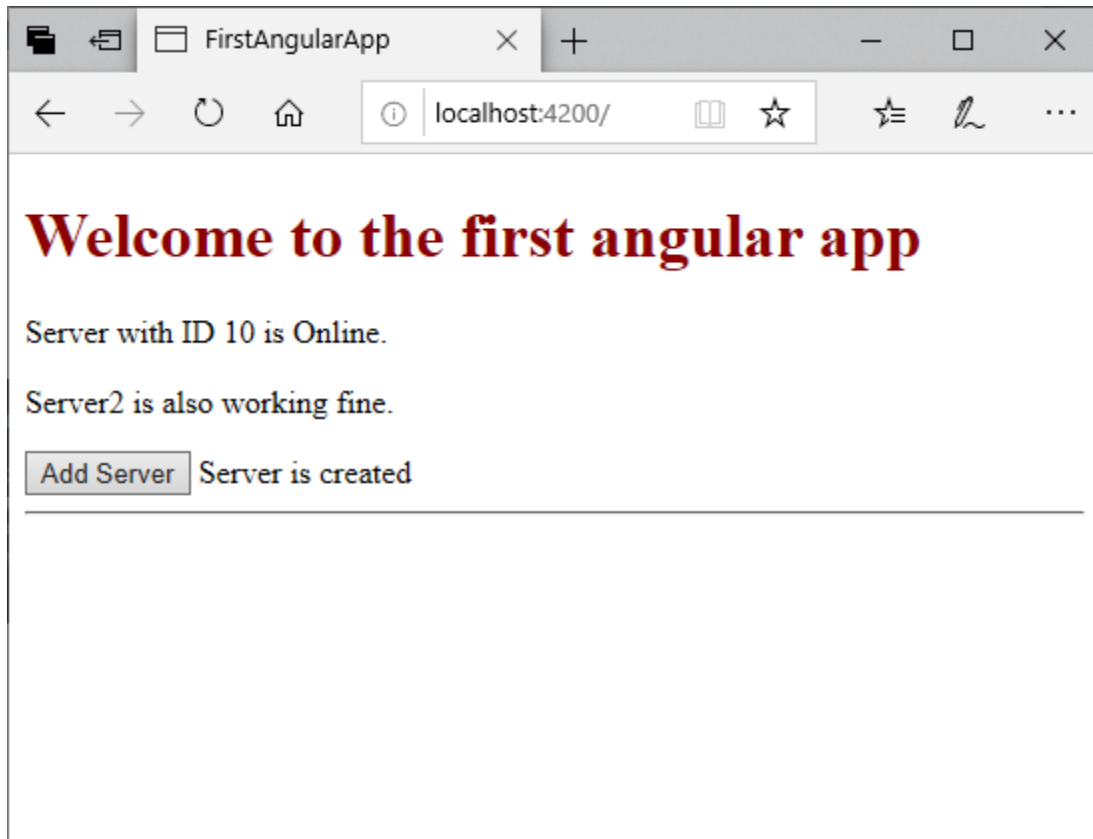 FirstAngularApp
localhost:4200/
Welcome to the first angular app
Server with ID 10 is Online.
Server2 is also working fine.
Add Server Server is created